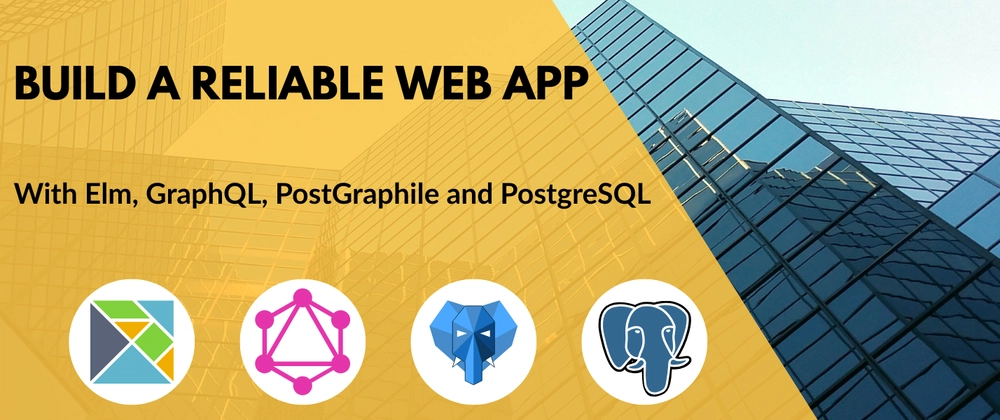 BUILD A RELIABLE WEB APP
With Elm, GraphQL, PostGraphile and PostgreSQL